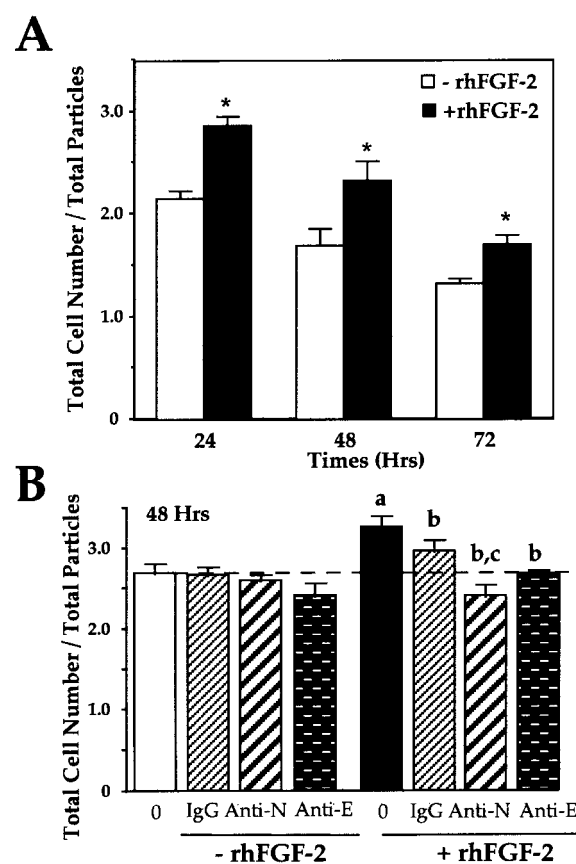 A
Total Cell Number / Total Particles
3.0
2.0
1.0
0
- rhFGF-2
+rhFGF-2
*
*
*
24 48 72
Times (Hrs)
B
Total Cell Number / Total Particles
48 Hrs
3.0
2.0
1.0
0
a
b
b,c
b
0 IgG Anti-N Anti-E 0 IgG Anti-N Anti-E
- rhFGF-2 + rhFGF-2